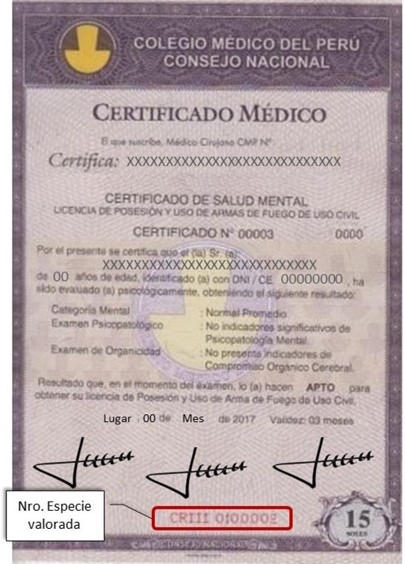 COLEGIO MÉDICO DEL PERÚ
CONSEJO NACIONAL
CERTIFICADO MÉDICO
El que suscribe, Médico Cirujano CMP N°
Certifica: XXXXXXXXXXXXXXXXXXXXXXXXXXXXXX
CERTIFICADO DE SALUD MENTAL
LICENCIA DE POSESIÓN Y USO DE ARMAS DE FUEGO DE USO CIVIL
CERTIFICADO N° 00003 0000
Por el presente se certifica que el (la) Sr. (a):
XXXXXXXXXXXXXXXXXXXXXXXXXXXXXX
de 00 años de edad, identificado (a) con DNI / CE 00000000 , ha
sido evaluado (a) psicológicamente, obteniendo el siguiente resultado:
Categoría Mental : Normal Promedio
Examen Psicopatológico : No indicadores significativos de
Psicopatología Mental.
Examen de Organicidad : No presenta indicadores de
Compromiso Orgánico Cerebral.
Resultado que, en el momento del examen, lo (a) hacen APTO para
obtener su licencia de Posesión y Uso de Arma de Fuego de Uso Civil.
Lugar 00 de Mes de 2017 Validez: 03 meses
Nro. Especie
valorada
15
SOLES
CONSEJO NACIONAL